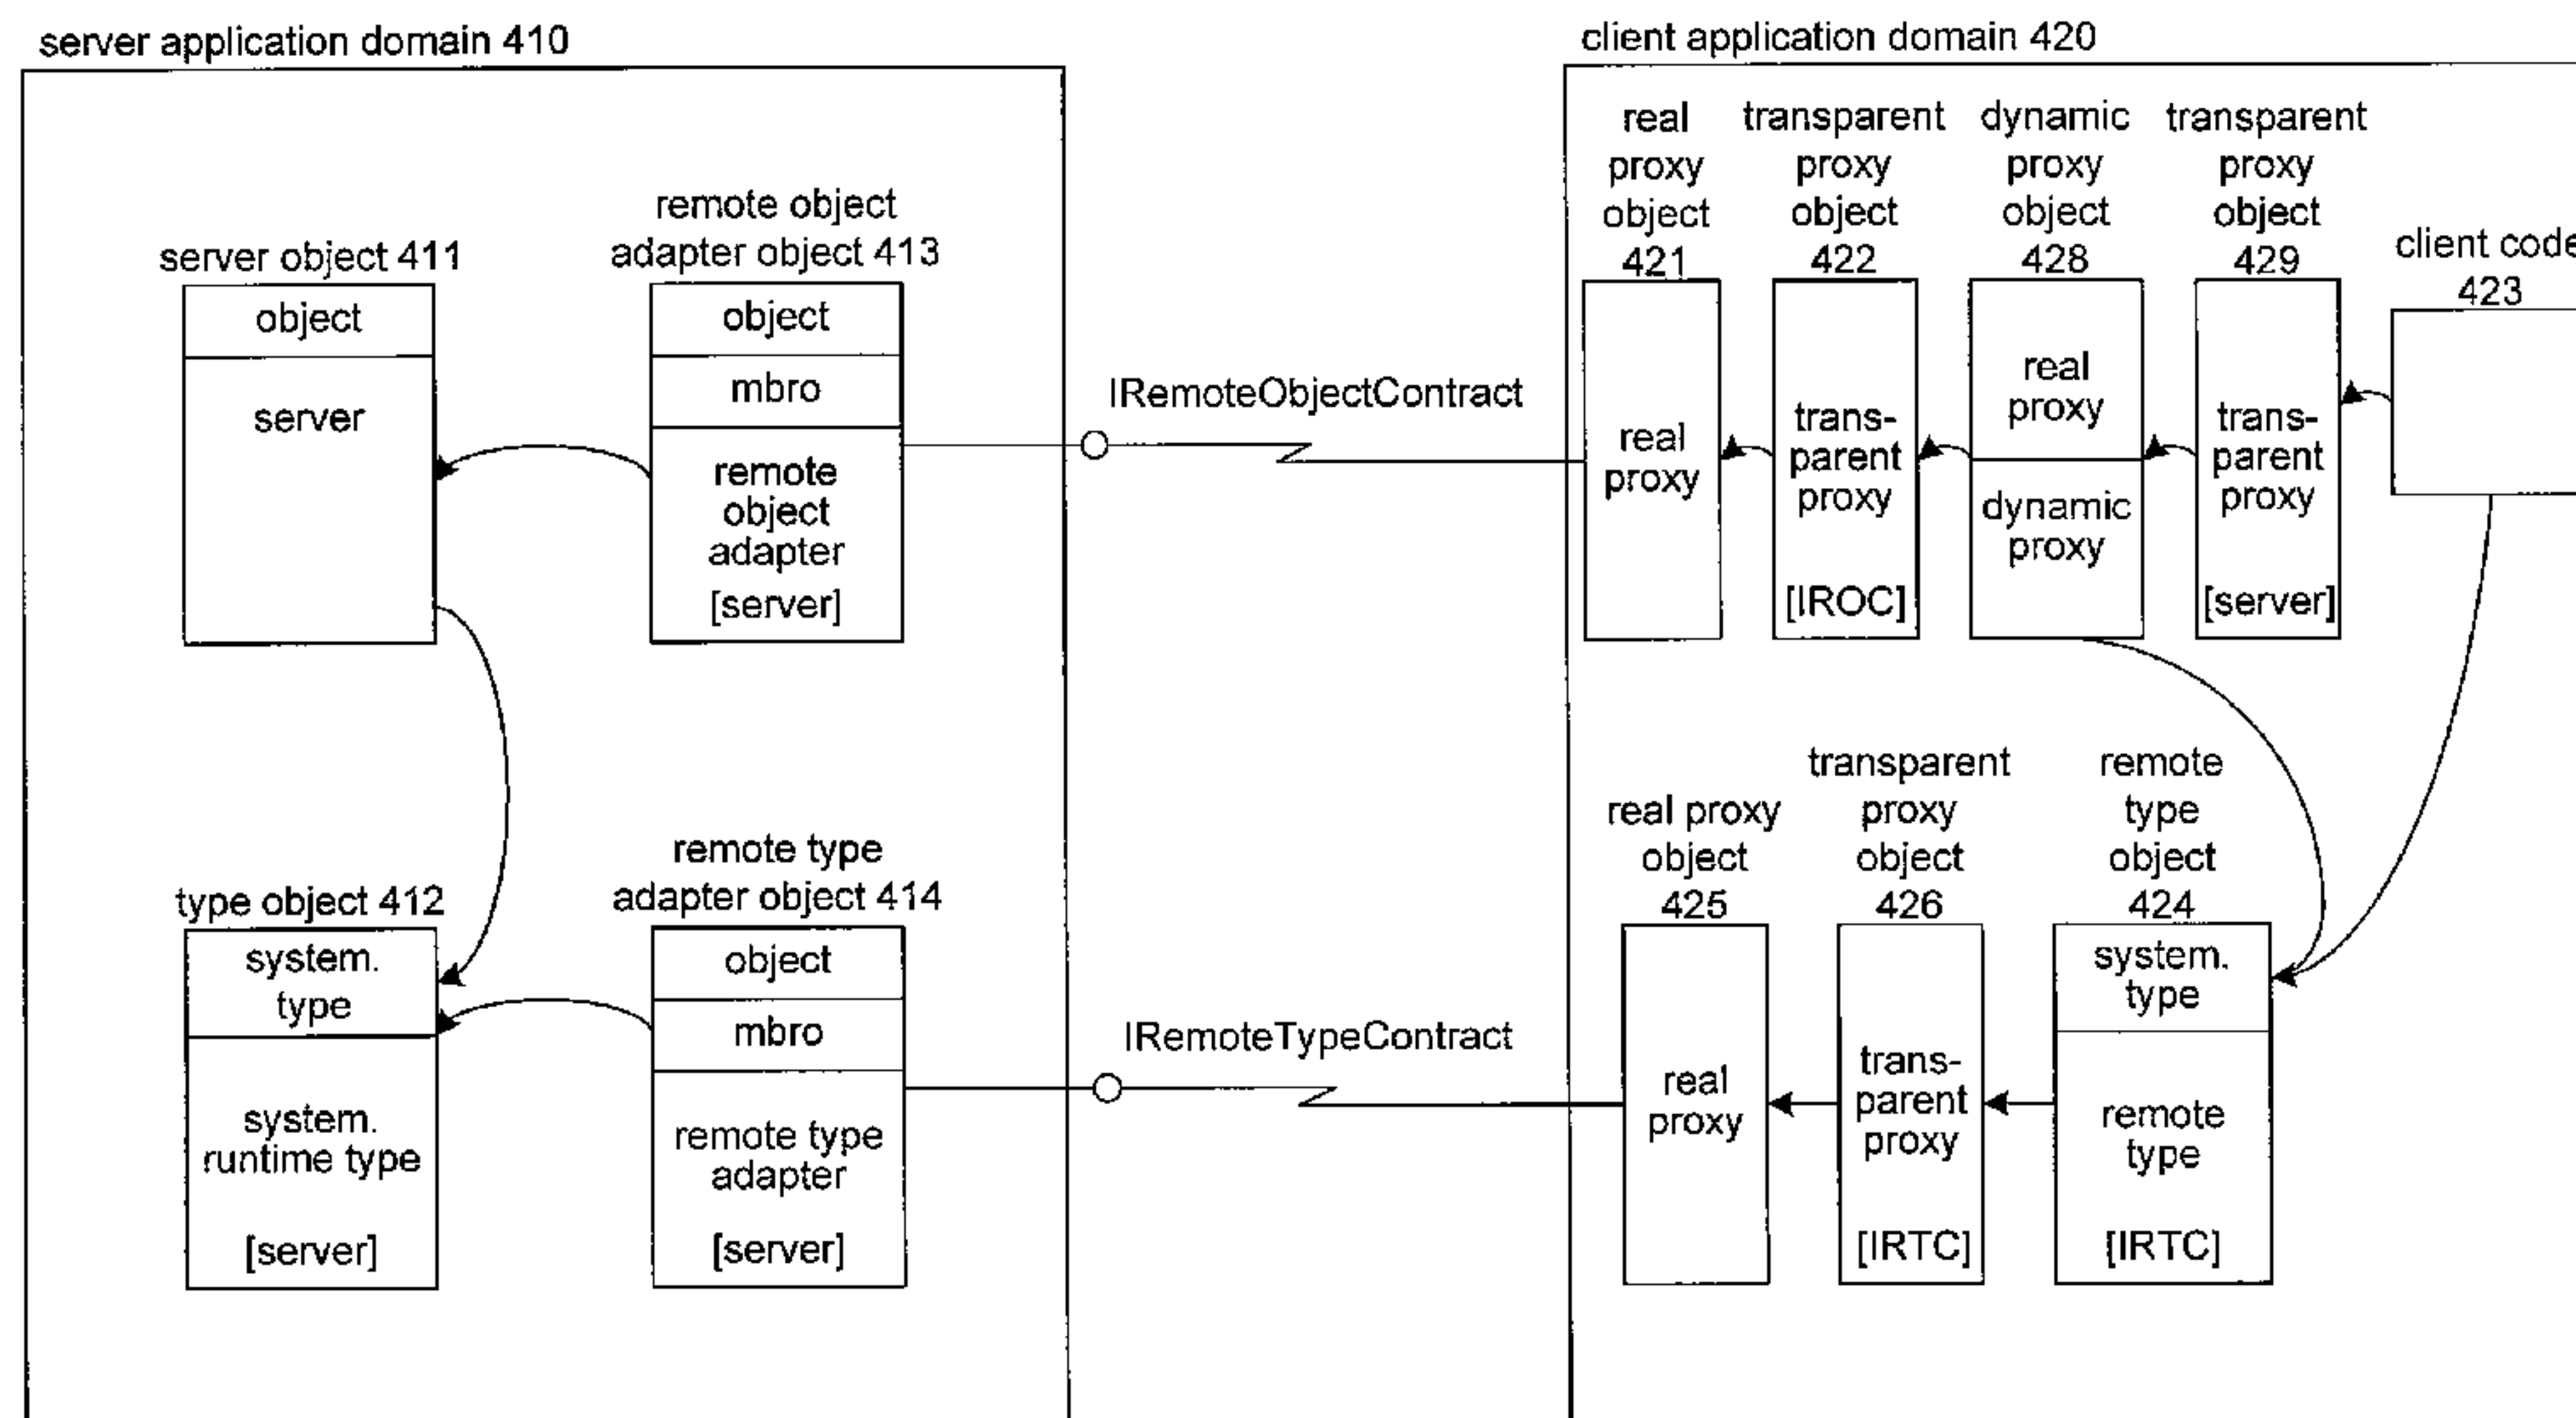 server application domain 410
client application domain 420
server object 411
object
server
remote object
adapter object 413
object
mbro
remote
object
adapter
[server]
IRemoteObjectContract
real
proxy
object
421
real
proxy
transparent
proxy
object
422
trans-
parent
proxy
[IROC]
dynamic
proxy
object
428
real
proxy
dynamic
proxy
transparent
proxy
object
429
trans-
parent
proxy
[server]
client code
423
type object 412
system.
type
system.
runtime type
[server]
remote type
adapter object 414
object
mbro
remote type
adapter
[server]
IRemoteTypeContract
real proxy
object
425
real
proxy
transparent
proxy
object
426
trans-
parent
proxy
[IRTC]
remote
type
object
424
system.
type
remote
type
[IRTC]